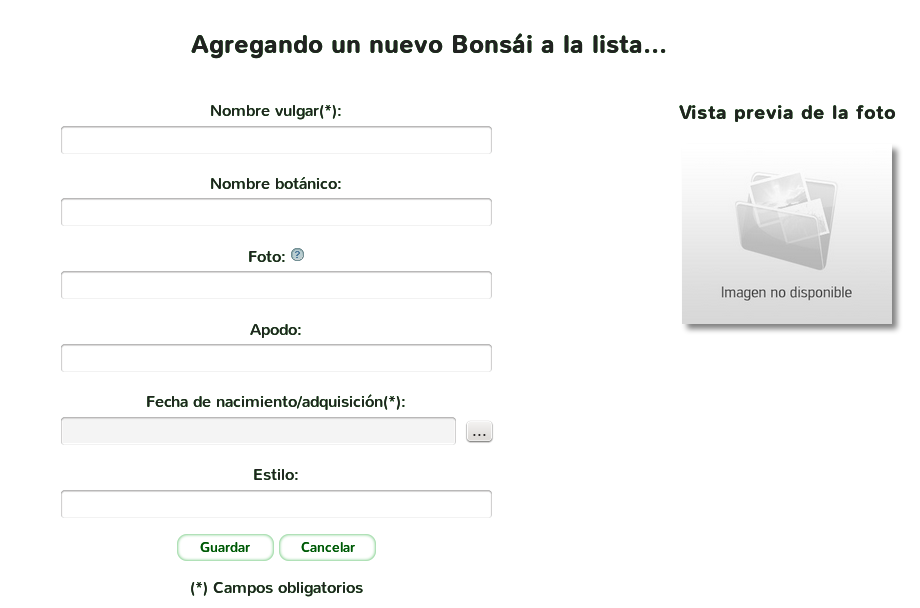 Agregando un nuevo Bonsái a la lista...
Nombre vulgar(*):
Nombre botánico:
Foto: ?
Apodo:
Fecha de nacimiento/adquisición(*):
...
Estilo:
Guardar Cancelar
(*) Campos obligatorios
Vista previa de la foto
Imagen no disponible